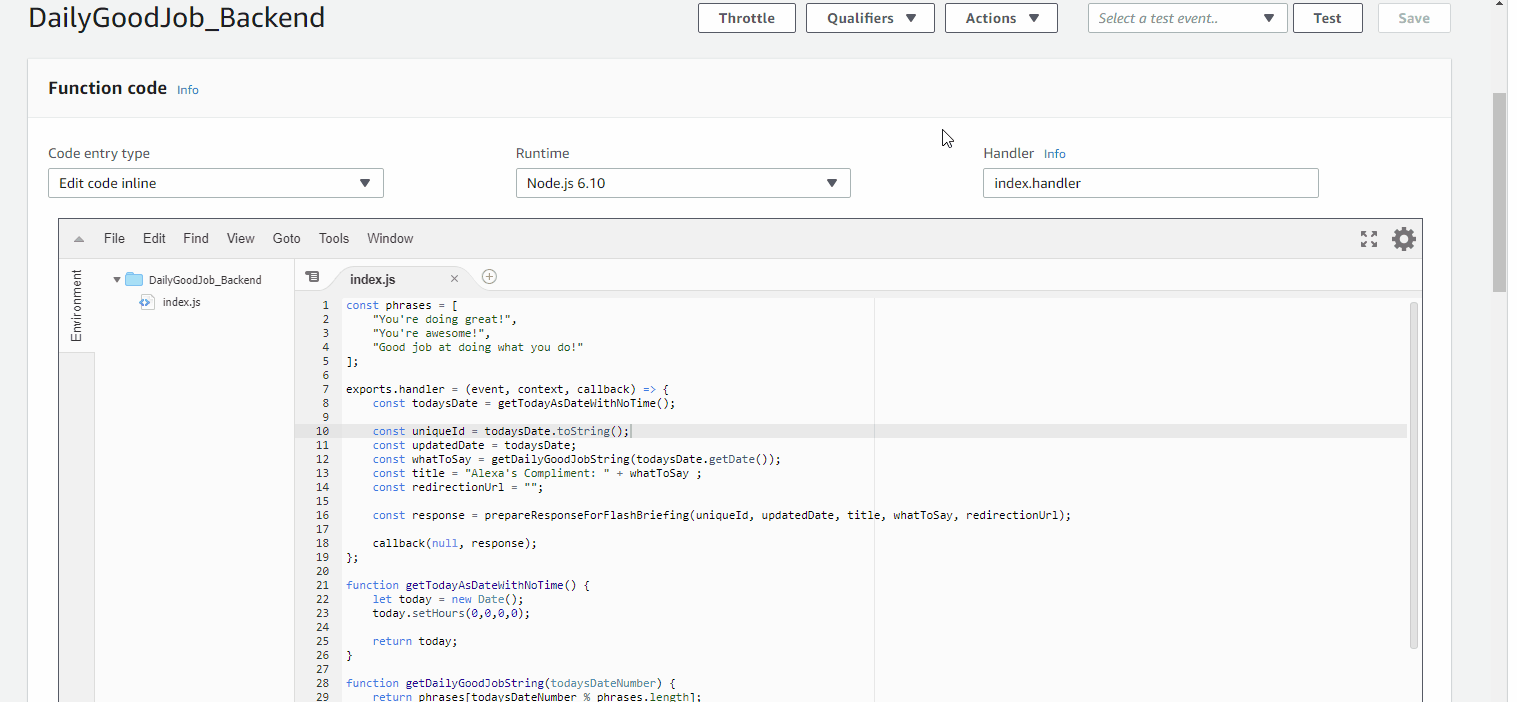 DailyGoodJob_Backend
Throttle Qualifiers Actions Select a test event.. Test Save
Function code Info
Code entry type Runtime Handler Info
Edit code inline Node.js 6.10 index.handler
File Edit Find View Goto Tools Window
Environment
DailyGoodJob_Backend
index.js
index.js
1 const phrases = [
2 "You're doing great!",
3 "You're awesome!",
4 "Good job at doing what you do!"
5 ];
6
7 exports.handler = (event, context, callback) => {
8 const todaysDate = getTodayAsDateWithNoTime();
9
10 const uniqueId = todaysDate.toString();
11 const updatedDate = todaysDate;
12 const whatToSay = getDailyGoodJobString(todaysDate.getDate());
13 const title = "Alexa's Compliment: " + whatToSay ;
14 const redirectionUrl = "";
15
16 const response = prepareResponseForFlashBriefing(uniqueId, updatedDate, title, whatToSay, redirectionUrl);
17
18 callback(null, response);
19 };
20
21 function getTodayAsDateWithNoTime() {
22 let today = new Date();
23 today.setHours(0,0,0,0);
24
25 return today;
26 }
27
28 function getDailyGoodJobString(todaysDateNumber) {
29 return phrases[todaysDateNumber % phrases.length];